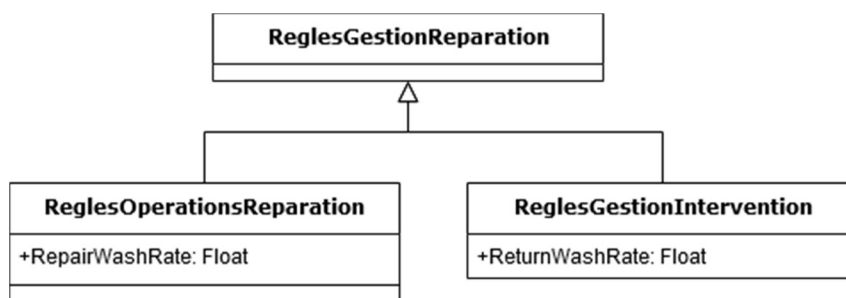 ReglesGestionReparation
ReglesOperationsReparation
+RepairWashRate: Float
ReglesGestionIntervention
+ReturnWashRate: Float